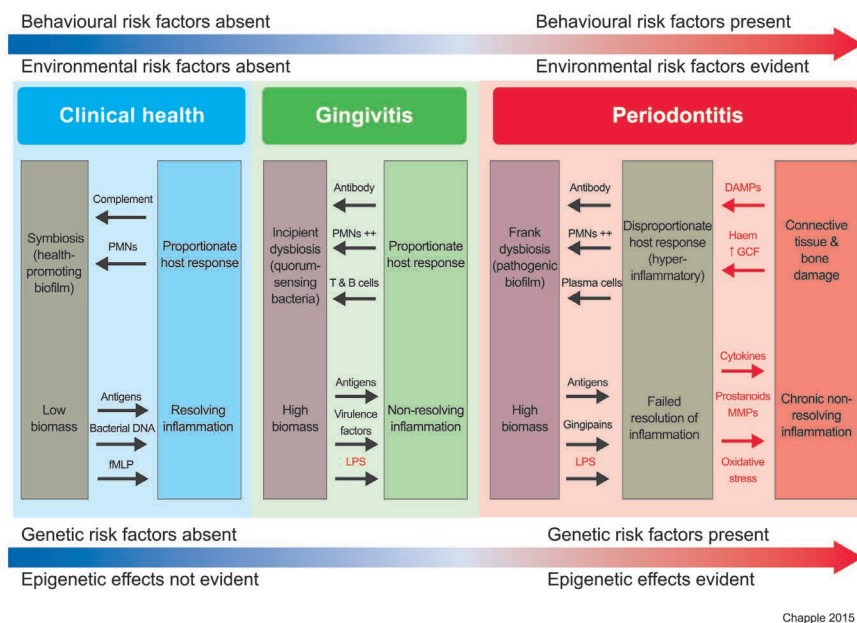 Behavioural risk factors absent
Behavioural risk factors present
Environmental risk factors absent
Environmental risk factors evident
Clinical health
Gingivitis
Periodontitis
Symbiosis
(health-
promoting
biofilm)
Low
biomass
Complement
PMNs
Antigens
Bacterial DNA
fMLP
Proportionate
host response
Resolving
inflammation
Incipient
dysbiosis
(quorum-
sensing
bacteria)
High
biomass
Antibody
PMNs ++
T & B cells
Antigens
Virulence
factors
LPS
Proportionate
host response
Non-resolving
inflammation
Frank
dysbiosis
(pathogenic
biofilm)
High
biomass
Antibody
PMNs ++
Plasma cells
Antigens
Gingipains
LPS
Disproportionate
host response
(hyper-
inflammatory)
Failed
resolution of
inflammation
DAMPs
Haem
↑ GCF
Cytokines
Prostanoids
MMPs
Oxidative
stress
Connective
tissue &
bone
damage
Chronic non-
resolving
inflammation
Genetic risk factors absent
Genetic risk factors present
Epigenetic effects not evident
Epigenetic effects evident
Chapple 2015